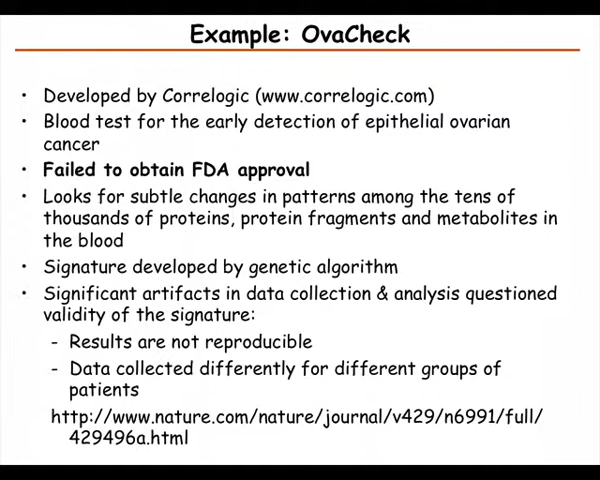 Example: OvaCheck
• Developed by Correlogic (www.correlogic.com)
• Blood test for the early detection of epithelial ovarian
cancer
• Failed to obtain FDA approval
• Looks for subtle changes in patterns among the tens of
thousands of proteins, protein fragments and metabolites in
the blood
• Signature developed by genetic algorithm
• Significant artifacts in data collection & analysis questioned
validity of the signature:
- Results are not reproducible
- Data collected differently for different groups of
patients
http://www.nature.com/nature/journal/v429/n6991/full/
429496a.html